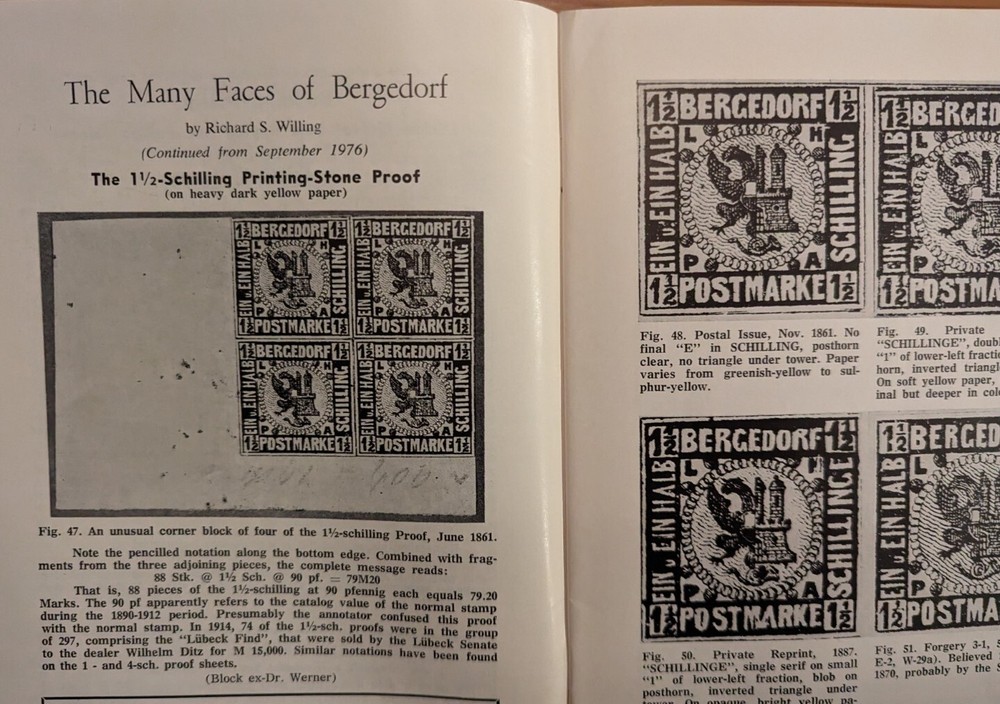 The Many Faces of Bergedorf
by Richard S. Willing
(Continued from September 1976)
The 1½-Schilling Printing-Stone Proof
(on heavy dark yellow paper)
1½ BERGEDORF 1½
EIN U. EIN HALB
SCHILLING
L H
P A
1½ POSTMARKE 1½
1½ BERGEDORF 1½
EIN U. EIN HALB
SCHILLING
L H
P A
1½ POSTMARKE 1½
1½ BERGEDORF 1½
EIN U. EIN HALB
SCHILLING
L H
P A
1½ POSTMARKE 1½
1½ BERGEDORF 1½
EIN U. EIN HALB
SCHILLING
L H
P A
1½ POSTMARKE 1½
Fig. 47. An unusual corner block of four of the 1½-schilling Proof, June 1861.
Note the pencilled notation along the bottom edge. Combined with frag-
ments from the three adjoining pieces, the complete message reads:
88 Stk. @ 1½ Sch. @ 90 pf. = 79M20
That is, 88 pieces of the 1½-schilling at 90 pfennig each equals 79.20
Marks. The 90 pf apparently refers to the catalog value of the normal stamp
during the 1890-1912 period. Presumably the annotator confused this proof
with the normal stamp. In 1914, 74 of the 1½-sch. proofs were in the group
of 297, comprising the "Lübeck Find", that were sold by the Lübeck Senate
to the dealer Wilhelm Ditz for M 15,000. Similar notations have been found
on the 1 - and 4-sch. proof sheets.
(Block ex-Dr. Werner)
1½ BERGEDORF 1½
EIN U. EIN HALB
SCHILLING
L H
P A
1½ POSTMARKE 1½
Fig. 48. Postal Issue, Nov. 1861. No
final "E" in SCHILLING, posthorn
clear, no triangle under tower. Paper
varies from greenish-yellow to sul-
phur-yellow.
1½ BERGED
EIN U. EIN HALB
L
P
1½ POSTM
Fig. 49. Private
"SCHILLINGE", doubl
"1" of lower-left fractio
horn, inverted triangl
On soft yellow paper,
inal but deeper in colo
1½ BERGEDORF 1½
EIN U. EIN HALB
SCHILLINGE
L H
P A
1½ POSTMARKE 1½
Fig. 50. Private Reprint, 1887.
"SCHILLINGE", single serif on small
"1" of lower-left fraction, blob on
posthorn, inverted triangle under
tower. On opaque, bright yellow pa-
1½ BERGED
EIN U. EIN HALB
L
P
1½ POSTM
Fig. 51. Forgery 3-1, S
E-2, W-29a). Believed
1870, probably by the S